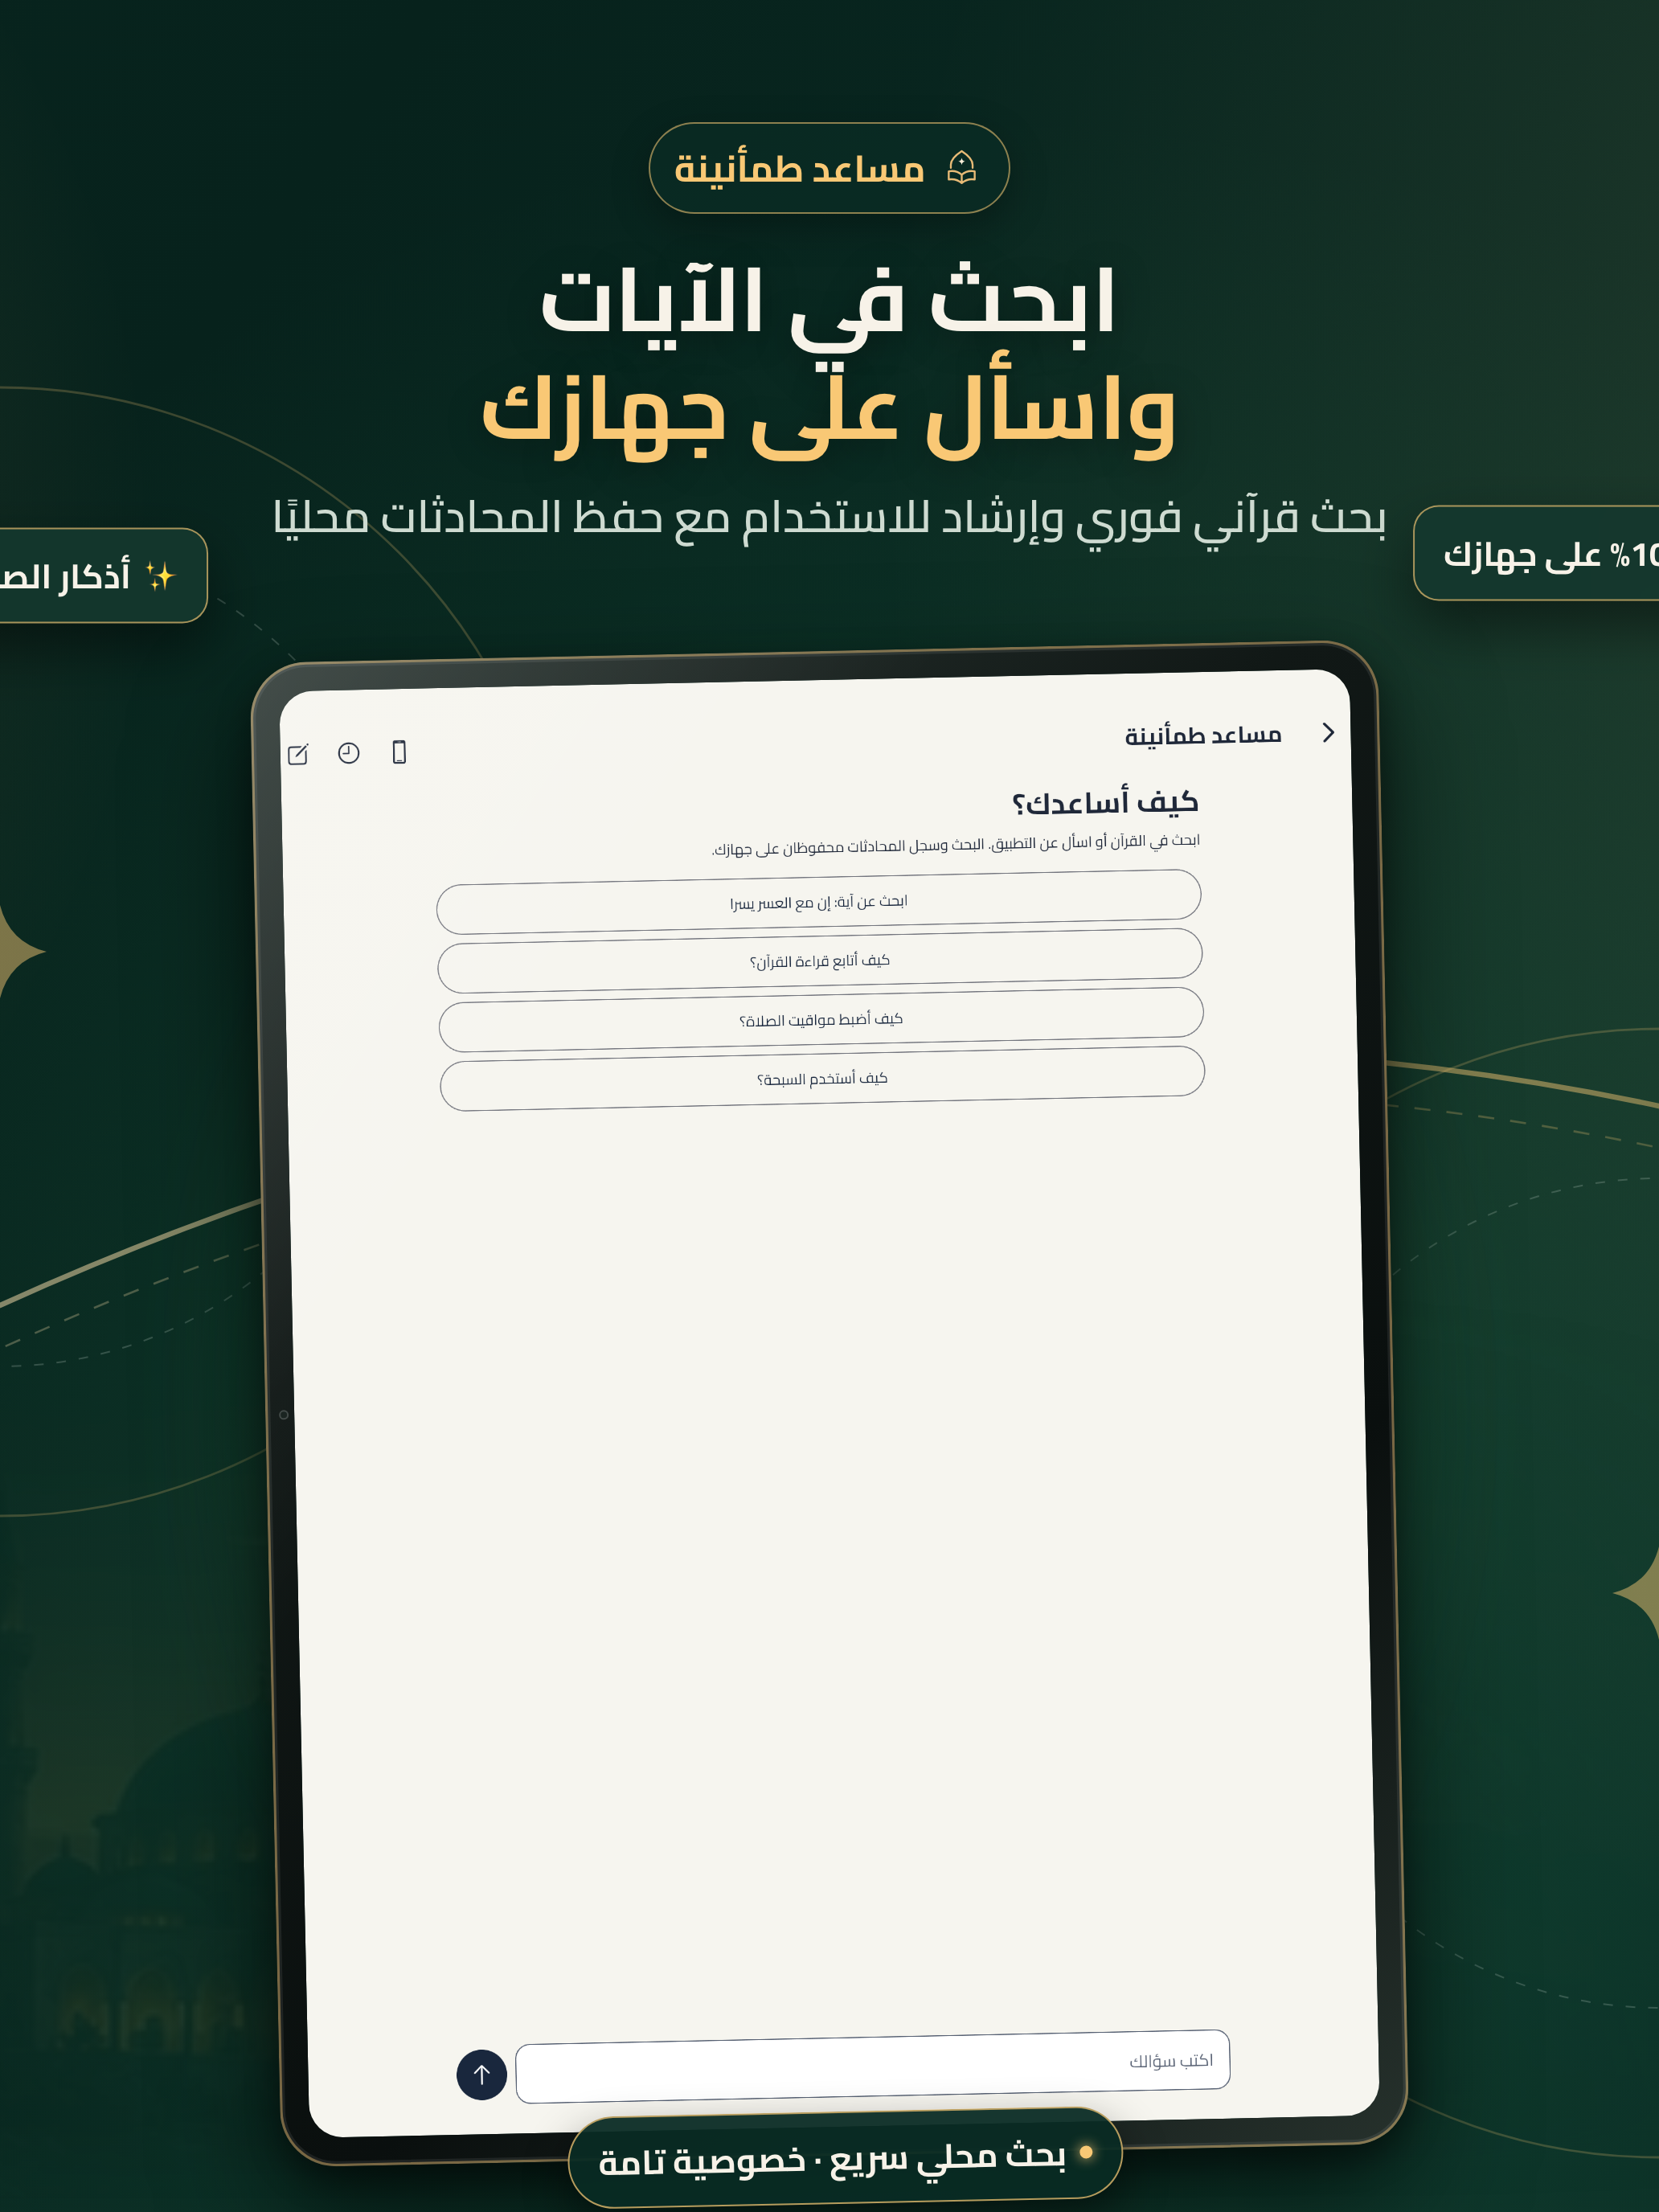 مساعد طمأنينة
ابحث في الآيات
واسأل على جهازك
بحث قرآني فوري وإرشاد للاستخدام مع حفظ المحادثات محليًا
% على جهازك
✨ أذكار
مساعد طمأنينة
كيف أساعدك؟
ابحث في القرآن أو اسأل عن التطبيق. البحث وسجل المحادثات محفوظان على جهازك.
ابحث عن آية: إن مع العسر يسرا
كيف أتابع قراءة القرآن؟
كيف أضبط مواقيت الصلاة؟
كيف أستخدم السبحة؟
اكتب سؤالك
بحث محلي سريع · خصوصية تامة